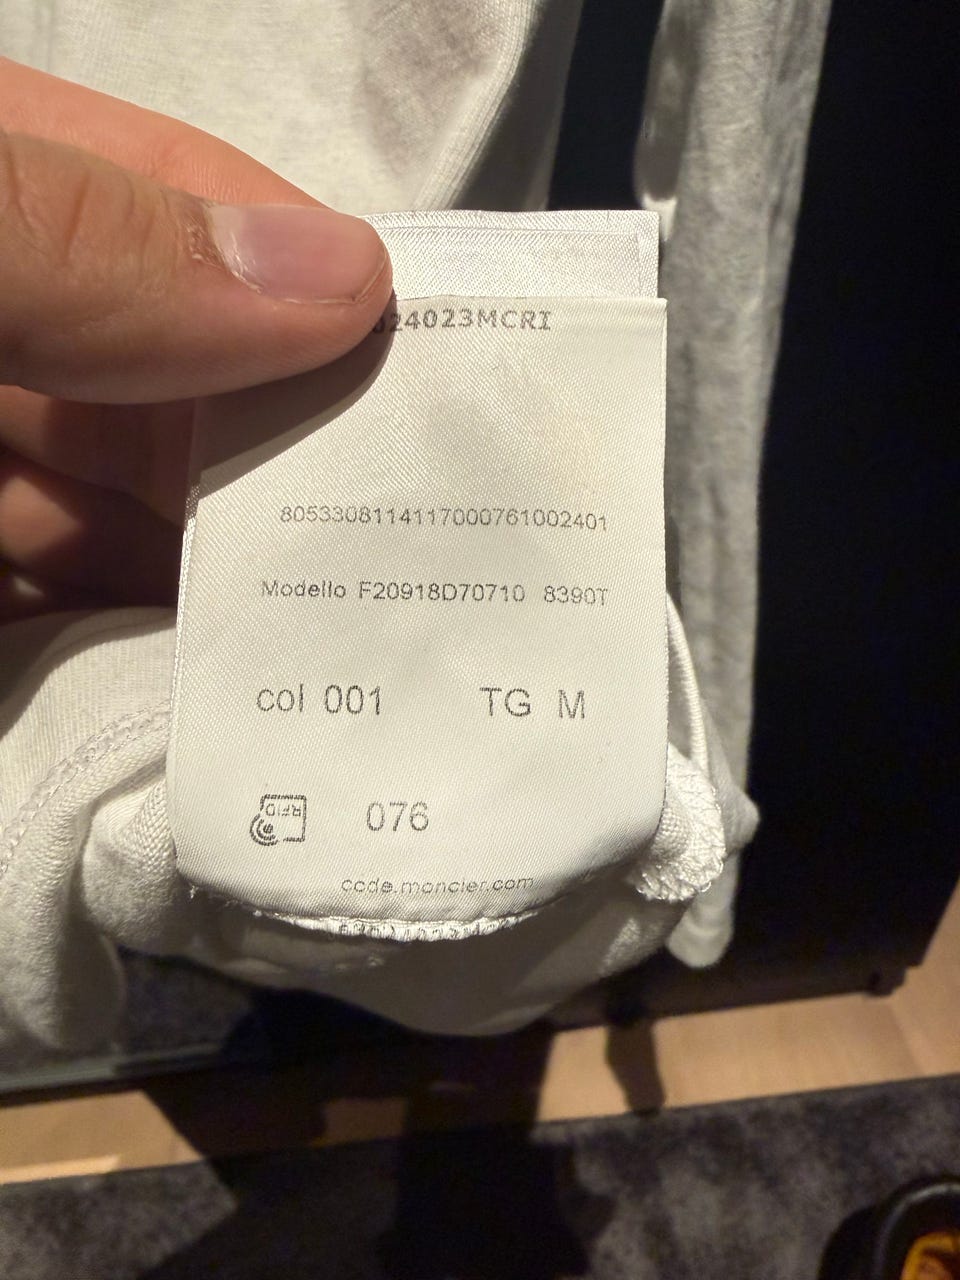 24023MCRI
8053308114117000761002401
Modello F20918D70710 8390T
col 001 TG M
RFID
076
code.moncler.com